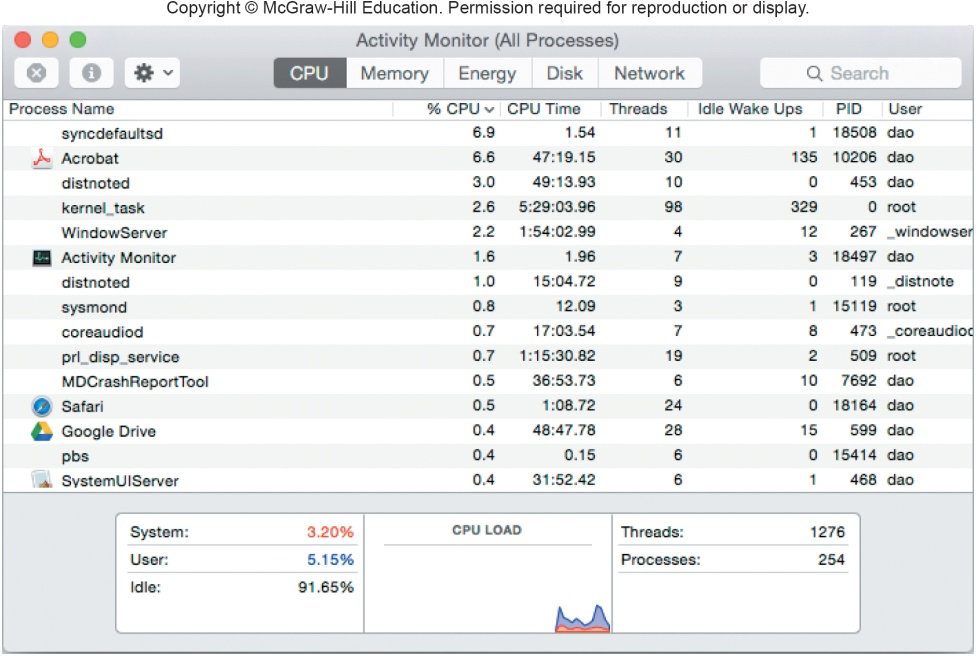 Copyright © McGraw-Hill Education. Permission required for reproduction or display.
Activity Monitor (All Processes)
CPU Memory Energy Disk Network Search
Process Name % CPU CPU Time Threads Idle Wake Ups PID User
syncdefaultsd 6.9 1.54 11 1 18508 dao
Acrobat 6.6 47:19.15 30 135 10206 dao
distnoted 3.0 49:13.93 10 0 453 dao
kernel_task 2.6 5:29:03.96 98 329 0 root
WindowServer 2.2 1:54:02.99 4 12 267 _windowser
Activity Monitor 1.6 1.96 7 3 18497 dao
distnoted 1.0 15:04.72 9 0 119 _distnote
sysmond 0.8 12.09 3 1 15119 root
coreaudiod 0.7 17:03.54 7 8 473 _coreaudiod
prl_disp_service 0.7 1:15:30.82 19 2 509 root
MDCrashReportTool 0.5 36:53.73 6 10 7692 dao
Safari 0.5 1:08.72 24 0 18164 dao
Google Drive 0.4 48:47.78 28 15 599 dao
pbs 0.4 0.15 6 0 15414 dao
SystemUIServer 0.4 31:52.42 6 1 468 dao
System: 3.20% CPU LOAD Threads: 1276
User: 5.15% Processes: 254
Idle: 91.65%